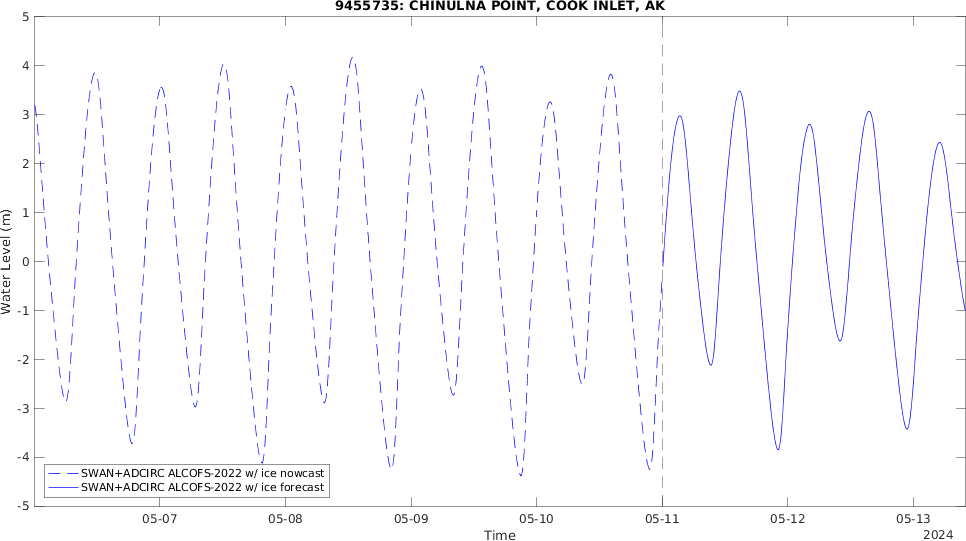 9455735: CHINULNA POINT, COOK INLET, AK
5
4
3
2
1
0
-1
-2
-3
-4
-5
Water Level (m)
SWAN+ADCIRC ALCOFS-2022 w/ ice nowcast
SWAN+ADCIRC ALCOFS-2022 w/ ice forecast
05-07 05-08 05-09 05-10 05-11 05-12 05-13
Time
2024